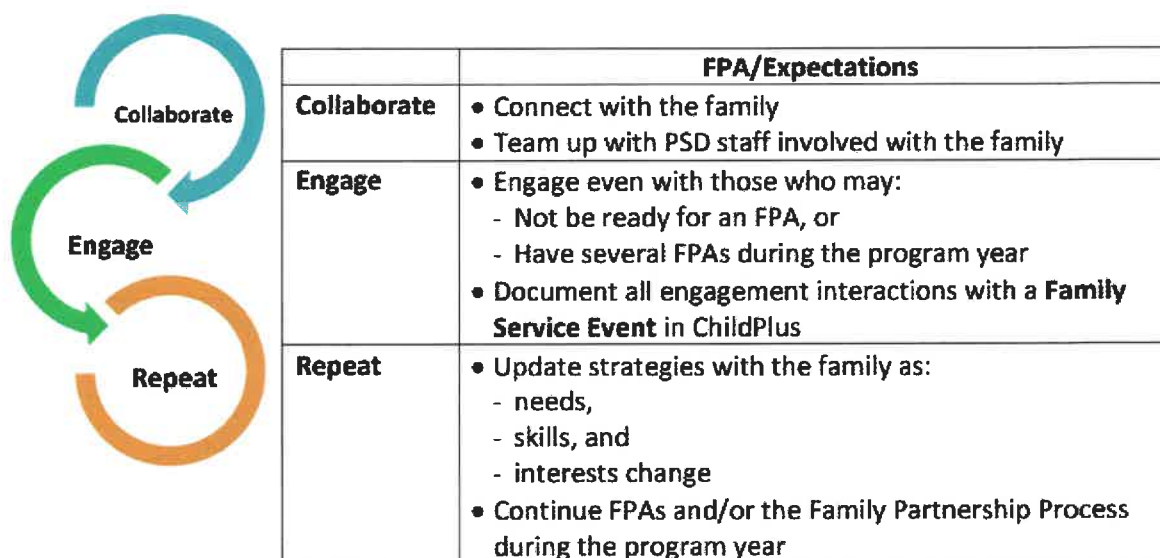 Collaborate
Engage
Repeat
FPA/Expectations
Collaborate
• Connect with the family
• Team up with PSD staff involved with the family
Engage
• Engage even with those who may:
- Not be ready for an FPA, or
- Have several FPAs during the program year
• Document all engagement interactions with a Family
Service Event in ChildPlus
Repeat
• Update strategies with the family as:
- needs,
- skills, and
- interests change
• Continue FPAs and/or the Family Partnership Process
during the program year